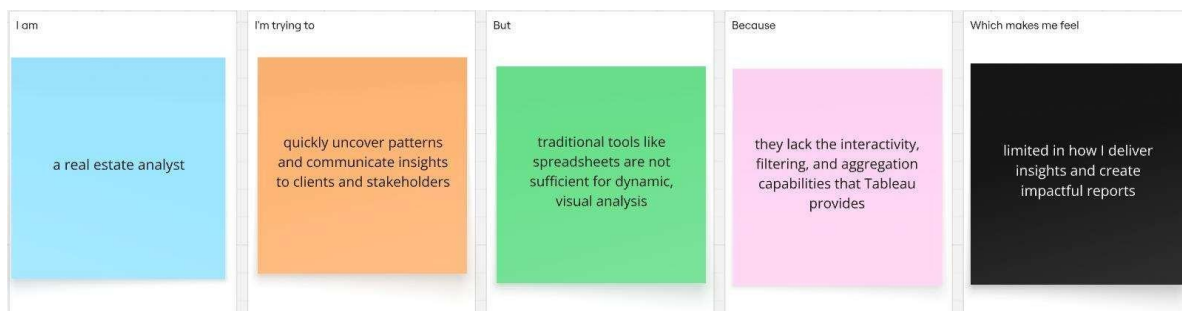 I am
a real estate analyst
I'm trying to
quickly uncover patterns
and communicate insights
to clients and stakeholders
But
traditional tools like
spreadsheets are not
sufficient for dynamic,
visual analysis
Because
they lack the interactivity,
filtering, and aggregation
capabilities that Tableau
provides
Which makes me feel
limited in how I deliver
insights and create
impactful reports